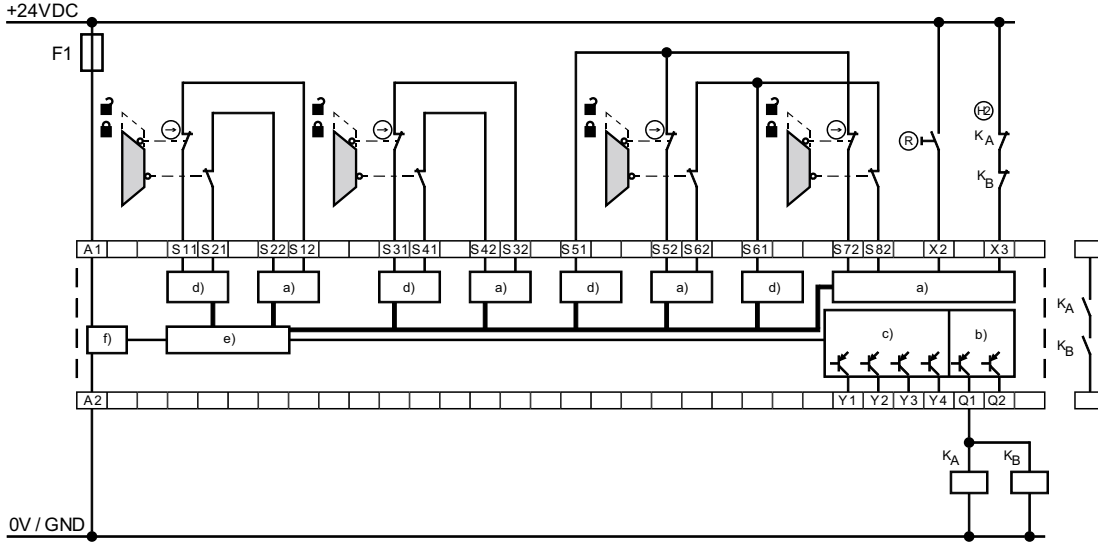 +24VDC
F1
H2
R
KA
KB
A1 S11 S21 S22 S12 S31 S41 S42 S32 S51 S52 S62 S61 S72 S82 X2 X3
d) a) d) a) d) a) d) a)
KA
f) e) c) b)
KB
A2 Y1 Y2 Y3 Y4 Q1 Q2
KA KB
0V / GND